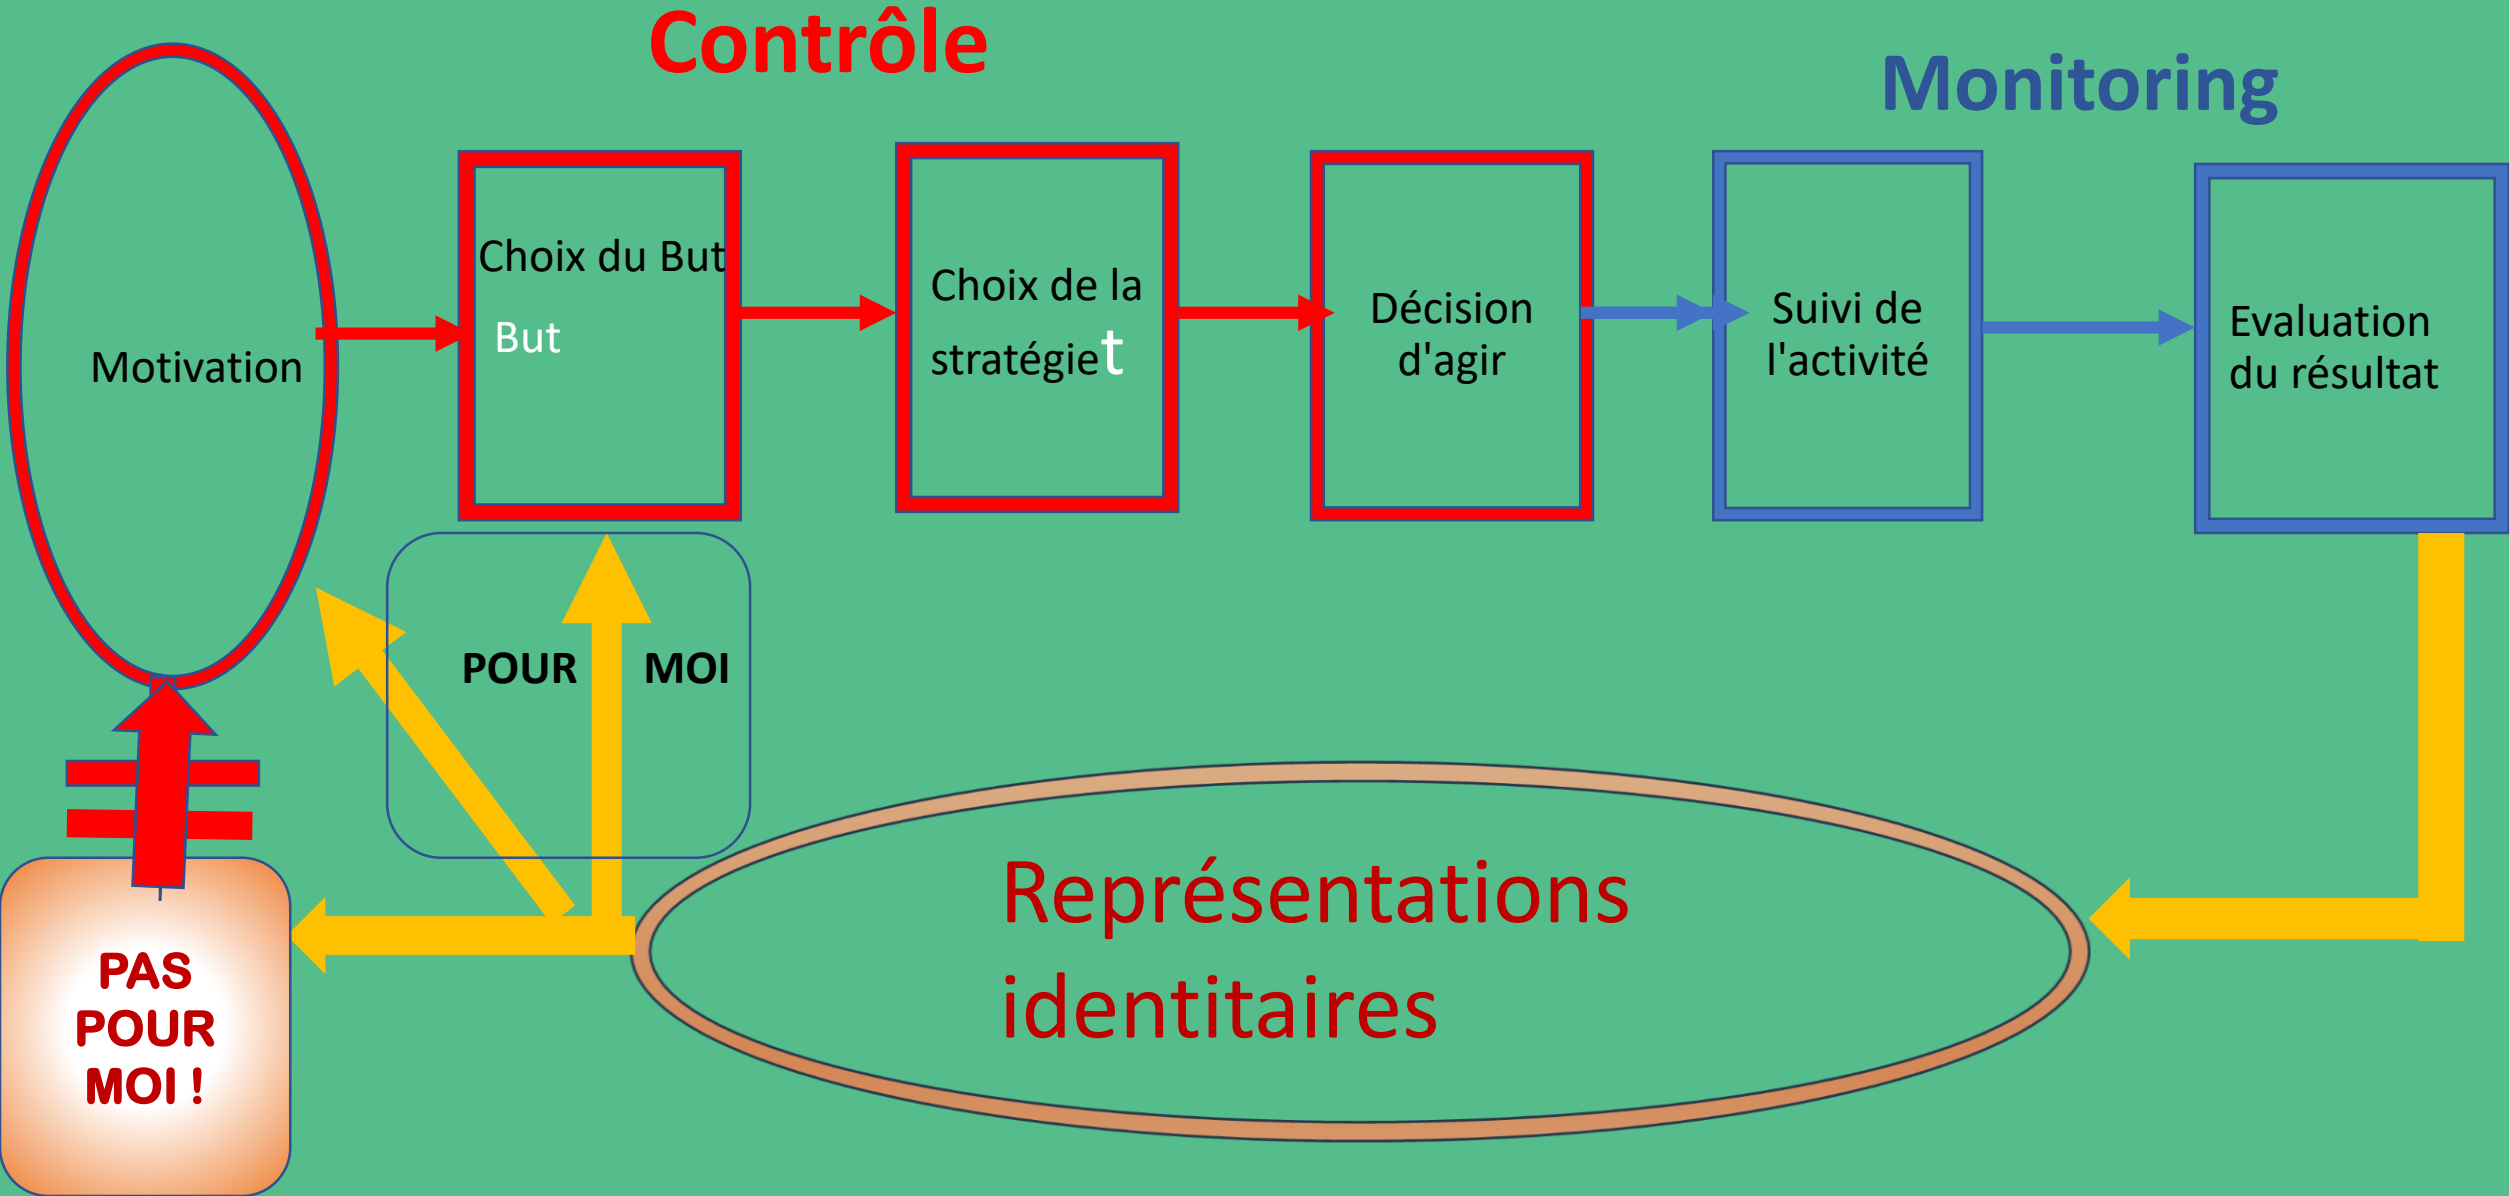 Contrôle
Monitoring
Motivation
Choix du But
But
Choix de la
stratégiet
Décision
d'agir
Suivi de
l'activité
Evaluation
du résultat
POUR MOI
Représentations
identitaires
PAS
POUR
MOI !